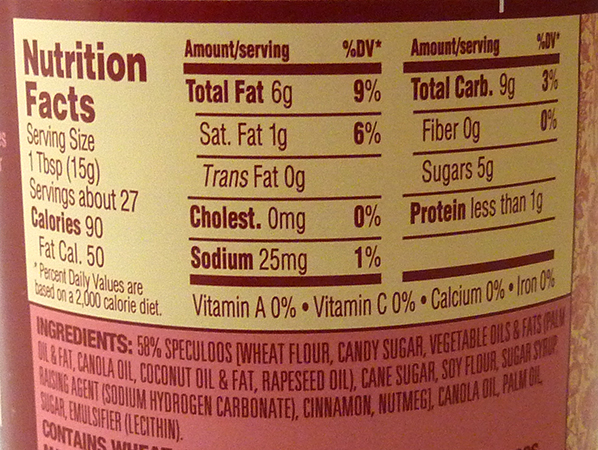 Nutrition
Facts
Serving Size
1 Tbsp (15g)
Servings about 27
Calories 90
Fat Cal. 50
* Percent Daily Values are
based on a 2,000 calorie diet.
Amount/serving %DV*
Total Fat 6g 9%
Sat. Fat 1g 6%
Trans Fat 0g
Cholest. 0mg 0%
Sodium 25mg 1%
Amount/serving %DV*
Total Carb. 9g 3%
Fiber 0g 0%
Sugars 5g
Protein less than 1g
Vitamin A 0% • Vitamin C 0% • Calcium 0% • Iron 0%
INGREDIENTS: 58% SPECULOOS (WHEAT FLOUR, CANDY SUGAR, VEGETABLE OILS & FATS (PALM
OIL & FAT, CANOLA OIL, COCONUT OIL & FAT, RAPESEED OIL), CANE SUGAR, SOY FLOUR, SUGAR SYRUP,
RAISING AGENT (SODIUM HYDROGEN CARBONATE), CINNAMON, NUTMEG), CANOLA OIL, PALM OIL,
SUGAR, EMULSIFIER (LECITHIN).
CONTAINS WHEAT